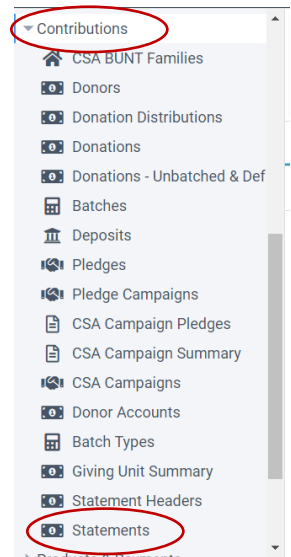 Contributions
CSA BUNT Families
Donors
Donation Distributions
Donations
Donations - Unbatched & Def
Batches
Deposits
Pledges
Pledge Campaigns
CSA Campaign Pledges
CSA Campaign Summary
CSA Campaigns
Donor Accounts
Batch Types
Giving Unit Summary
Statement Headers
Statements